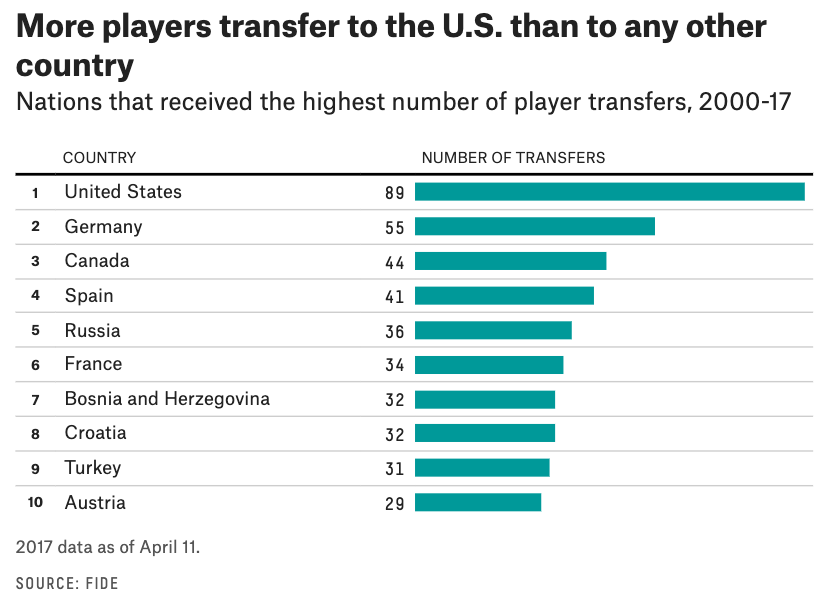 More players transfer to the U.S. than to any other
country
Nations that received the highest number of player transfers, 2000-17
COUNTRY NUMBER OF TRANSFERS
1 United States 89
2 Germany 55
3 Canada 44
4 Spain 41
5 Russia 36
6 France 34
7 Bosnia and Herzegovina 32
8 Croatia 32
9 Turkey 31
10 Austria 29
2017 data as of April 11.
SOURCE: FIDE